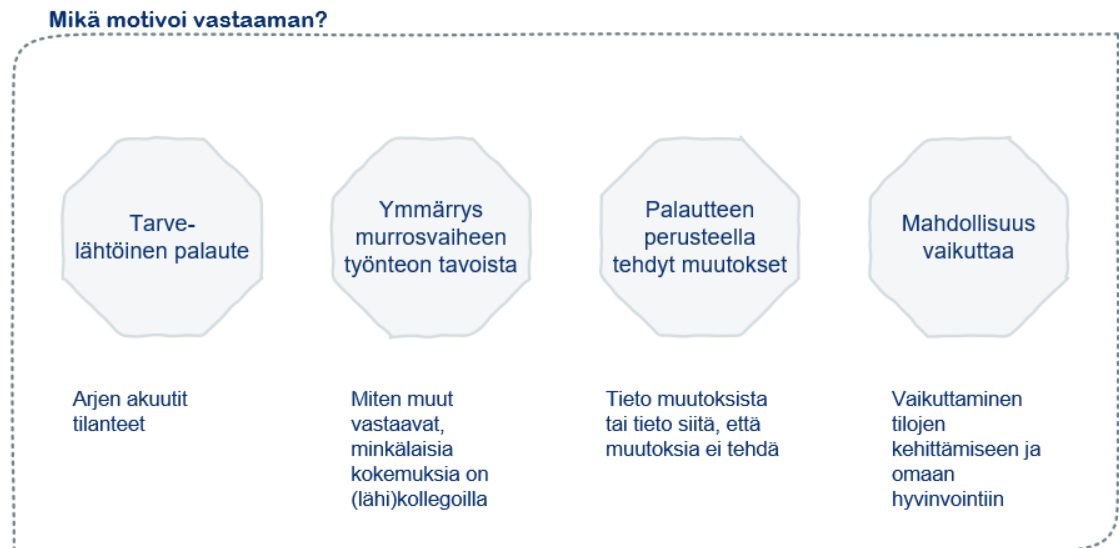 Mikä motivoi vastaaman?
Tarve-
lähtöinen palaute
Ymmärrys
murrosvaiheen
työnteon tavoista
Palautteen
perusteella
tehdyt muutokset
Mahdollisuus
vaikuttaa
Arjen akuutit
tilanteet
Miten muut
vastaavat,
minkälaisia
kokemuksia on
(lähi)kollegoilla
Tieto muutoksista
tai tieto siitä, että
muutoksia ei tehdä
Vaikuttaminen
tilojen
kehittämiseen ja
omaan
hyvinvointiin